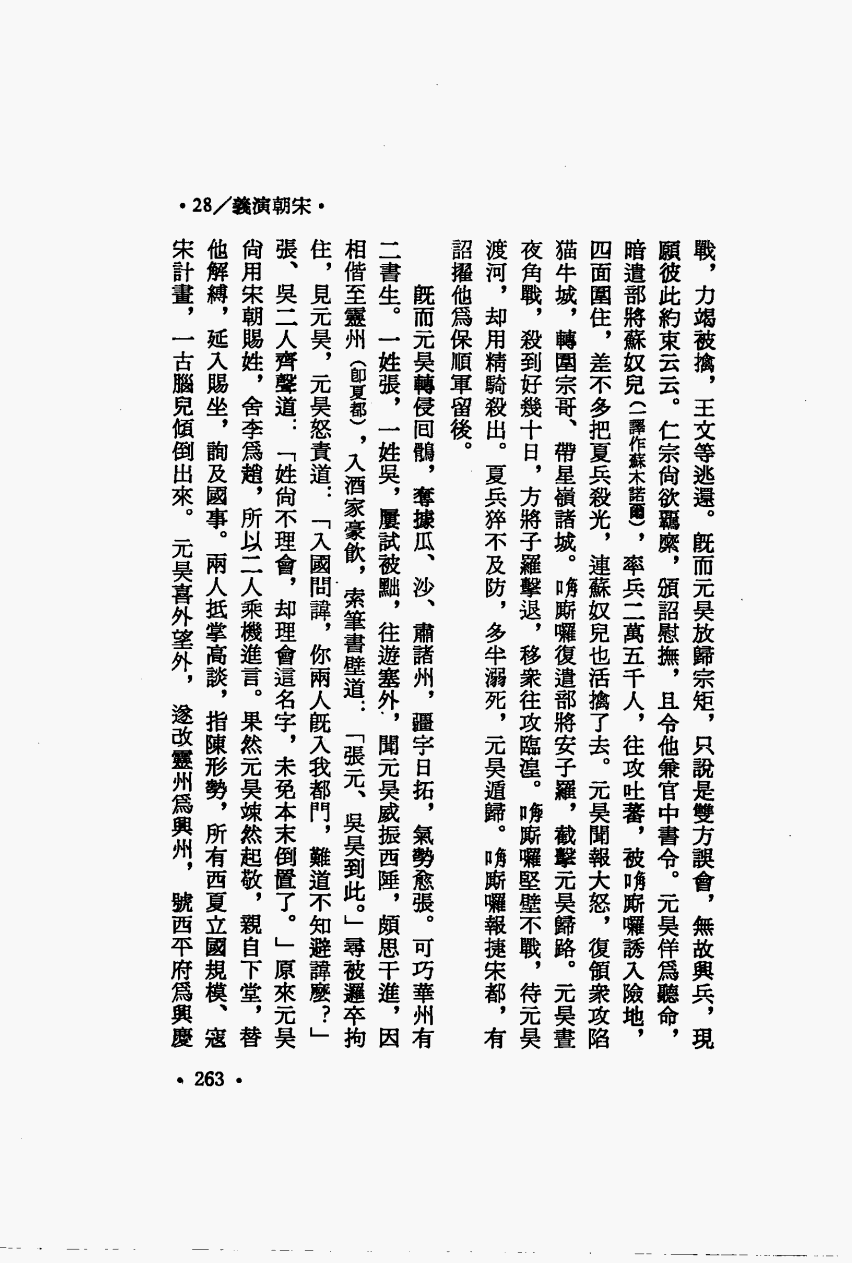 •28／宋朝演義•
戰，力竭被擒，王文等逃還。旣而元昊放歸宗矩，只說是雙方誤會，無故興兵，現
願彼此約束云云。仁宗尙欲羈縻，頒詔慰撫，且令他兼官中書令。元昊佯爲聽命，
暗遣部將蘇奴兒（一譯作蘇木諾爾），率兵二萬五千人，往攻吐蕃，被唃厮囉誘入險地，
四面圍住，差不多把夏兵殺光，連蘇奴兒也活擒了去。元昊聞報大怒，復領衆攻陷
猫牛城，轉圍宗哥、帶星嶺諸城。唃厮囉復遣部將安子羅，截擊元昊歸路。元昊晝
夜角戰，殺到好幾十日，方將子羅擊退，移衆往攻臨湟。唃厮囉堅壁不戰，待元昊
渡河，却用精騎殺出。夏兵猝不及防，多半溺死，元昊遁歸。唃厮囉報捷宋都，有
詔擢他爲保順軍留後。
旣而元昊轉侵回鶻，奪據瓜、沙、肅諸州，疆宇日拓，氣勢愈張。可巧華州有
二書生。一姓張，一姓吳，屢試被黜，往遊塞外，聞元昊威振西陲，頗思干進，因
相偕至靈州（卽夏都），入酒家豪飲，索筆書壁道：「張元、吳昊到此。」尋被邏卒拘
住，見元昊，元昊怒責道：「入國問諱，你兩人旣入我都門，難道不知避諱麼？」
張、吳二人齊聲道：「姓尙不理會，却理會這名字，未免本末倒置了。」原來元昊
尙用宋朝賜姓，舍李爲趙，所以二人乘機進言。果然元昊竦然起敬，親自下堂，替
他解縛，延入賜坐，詢及國事。兩人抵掌高談，指陳形勢，所有西夏立國規模、寇
宋計畫，一古腦兒傾倒出來。元昊喜外望外，遂改靈州爲興州，號西平府爲興慶
•263•